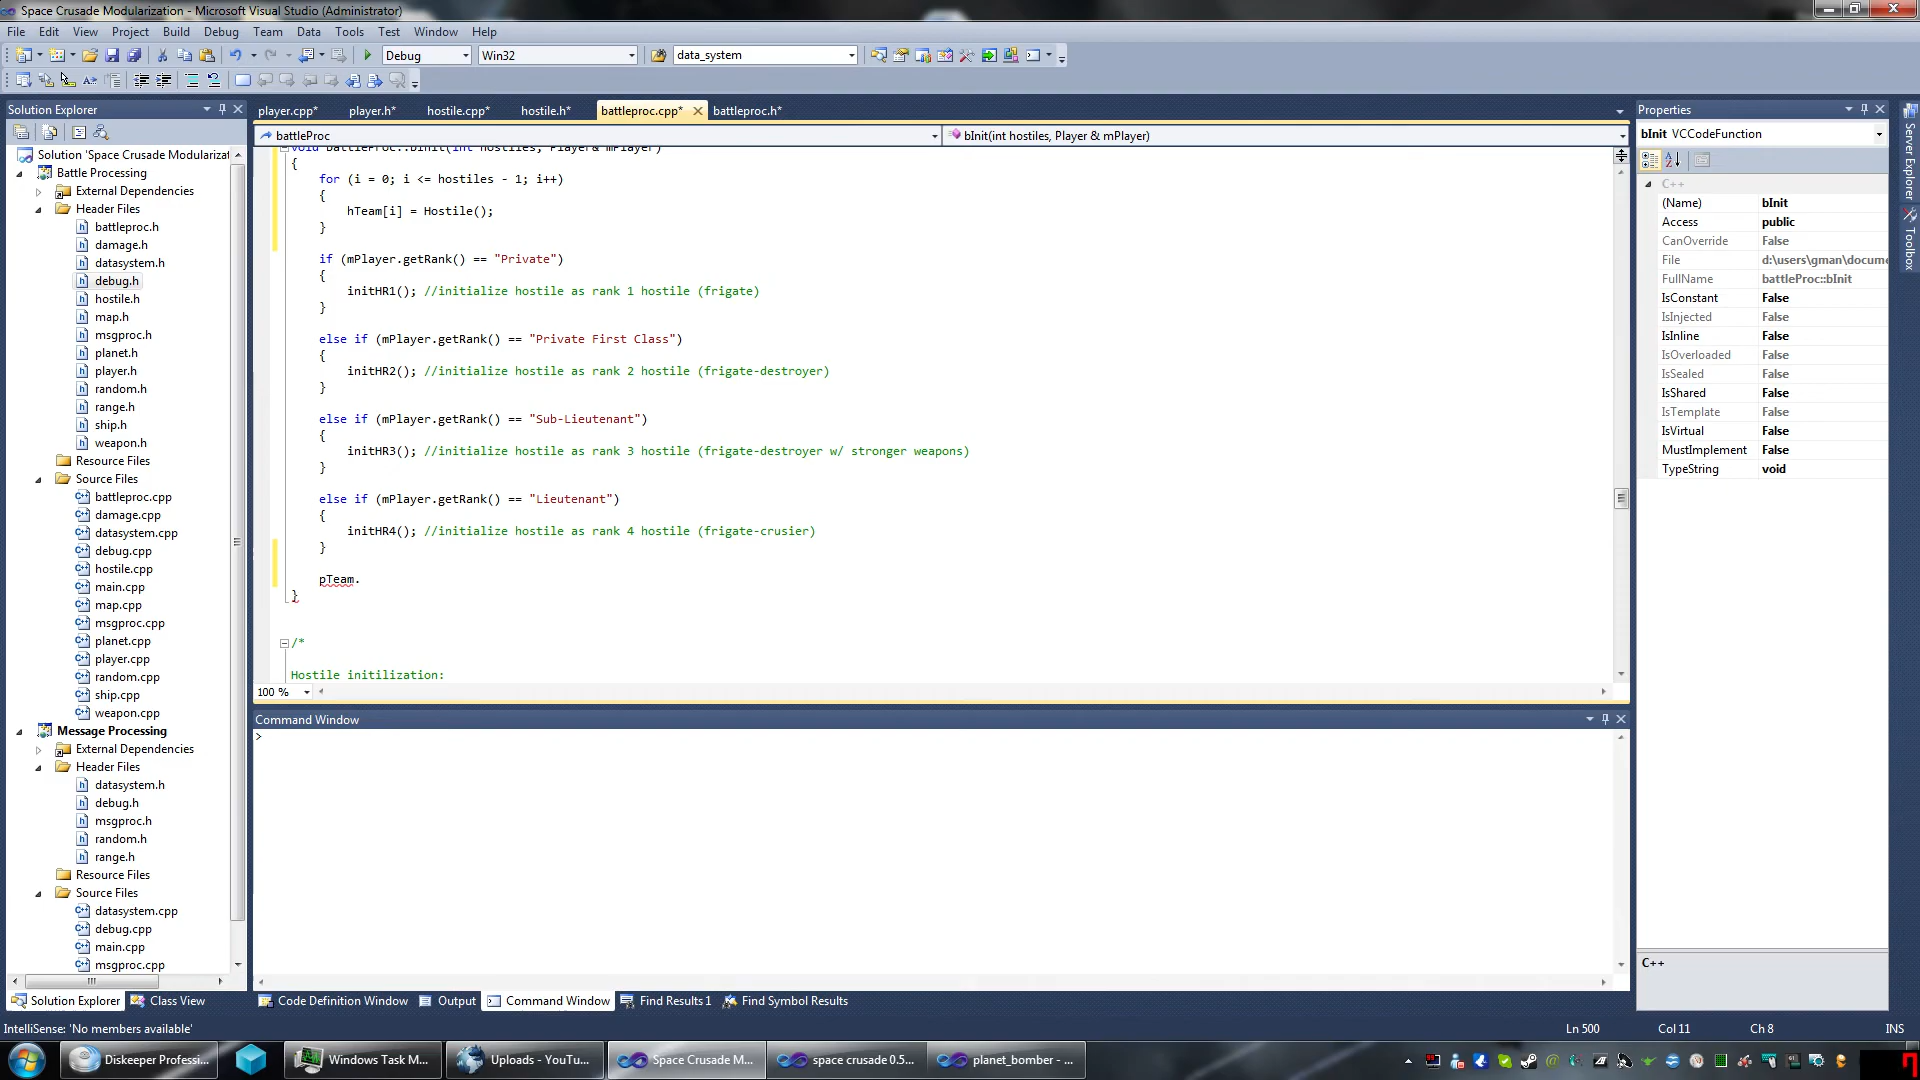 Space Crusade Modularization - Microsoft Visual Studio (Administrator)
File Edit View Project Build Debug Team Data Tools Test Window Help
Debug Win32 data_system
Solution Explorer
Solution 'Space Crusade Modularizat
Battle Processing
External Dependencies
Header Files
battleproc.h
damage.h
datasystem.h
debug.h
hostile.h
map.h
msgproc.h
planet.h
player.h
random.h
range.h
ship.h
weapon.h
Resource Files
Source Files
battleproc.cpp
damage.cpp
datasystem.cpp
debug.cpp
hostile.cpp
main.cpp
map.cpp
msgproc.cpp
planet.cpp
player.cpp
random.cpp
ship.cpp
weapon.cpp
Message Processing
External Dependencies
Header Files
datasystem.h
debug.h
msgproc.h
random.h
range.h
Resource Files
Source Files
datasystem.cpp
debug.cpp
main.cpp
msgproc.cpp
Solution Explorer Class View
player.cpp* player.h* hostile.cpp* hostile.h* battleproc.cpp* battleproc.h*
battleProc bInit(int hostiles, Player & mPlayer)
void battleProc::bInit(int hostiles, Player& mPlayer)
{
for (i = 0; i <= hostiles - 1; i++)
{
hTeam[i] = Hostile();
}
if (mPlayer.getRank() == "Private")
{
initHR1(); //initialize hostile as rank 1 hostile (frigate)
}
else if (mPlayer.getRank() == "Private First Class")
{
initHR2(); //initialize hostile as rank 2 hostile (frigate-destroyer)
}
else if (mPlayer.getRank() == "Sub-Lieutenant")
{
initHR3(); //initialize hostile as rank 3 hostile (frigate-destroyer w/ stronger weapons)
}
else if (mPlayer.getRank() == "Lieutenant")
{
initHR4(); //initialize hostile as rank 4 hostile (frigate-crusier)
}
pTeam.
}
/*
Hostile initilization:
100 %
Command Window
>
Code Definition Window Output Command Window Find Results 1 Find Symbol Results
Properties
bInit VCCodeFunction
C++
(Name) bInit
Access public
CanOverride False
File d:\users\gman\docume
FullName battleProc::bInit
IsConstant False
IsInjected False
IsInline False
IsOverloaded False
IsSealed False
IsShared False
IsTemplate False
IsVirtual False
MustImplement False
TypeString void
C++
Server Explorer
Toolbox
IntelliSense: 'No members available' Ln 500 Col 11 Ch 8 INS
Diskeeper Professi... Windows Task M... Uploads - YouTu... Space Crusade M... space crusade 0.5... planet_bomber - ...